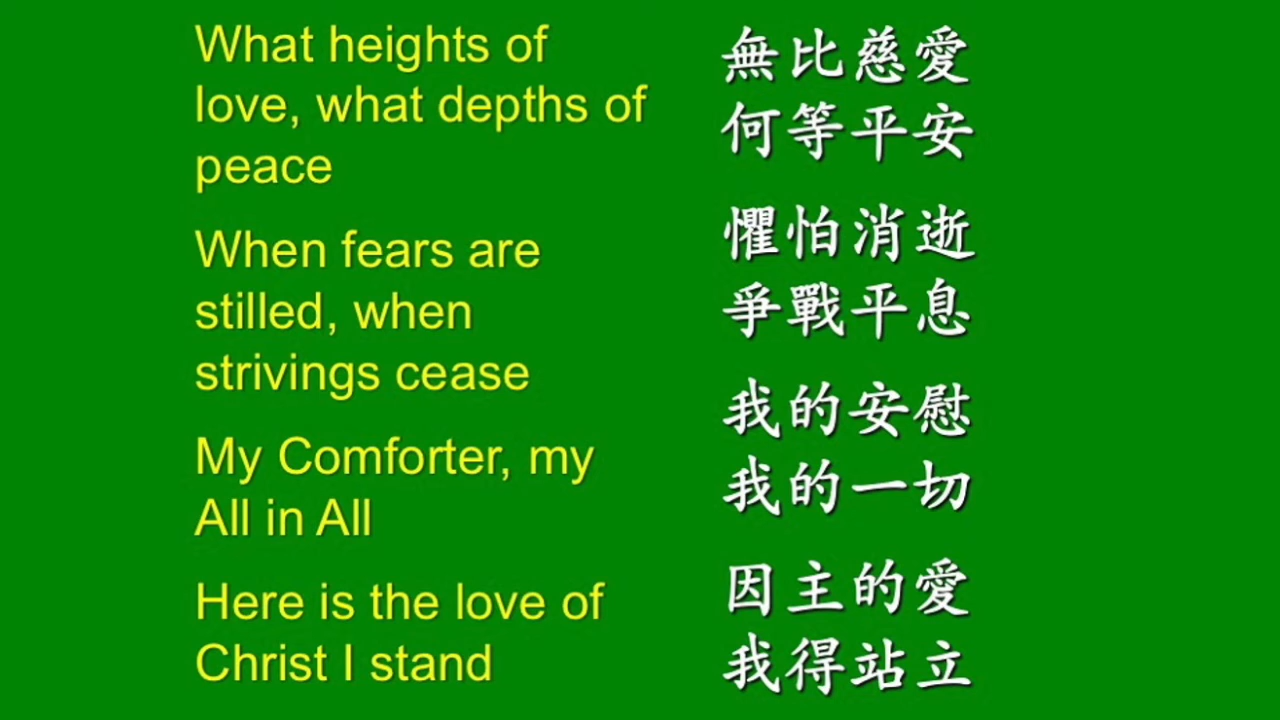 What heights of
love, what depths of
peace
When fears are
stilled, when
strivings cease
My Comforter, my
All in All
Here is the love of
Christ I stand
無比慈愛
何等平安
懼怕消逝
爭戰平息
我的安慰
我的一切
因主的愛
我得站立